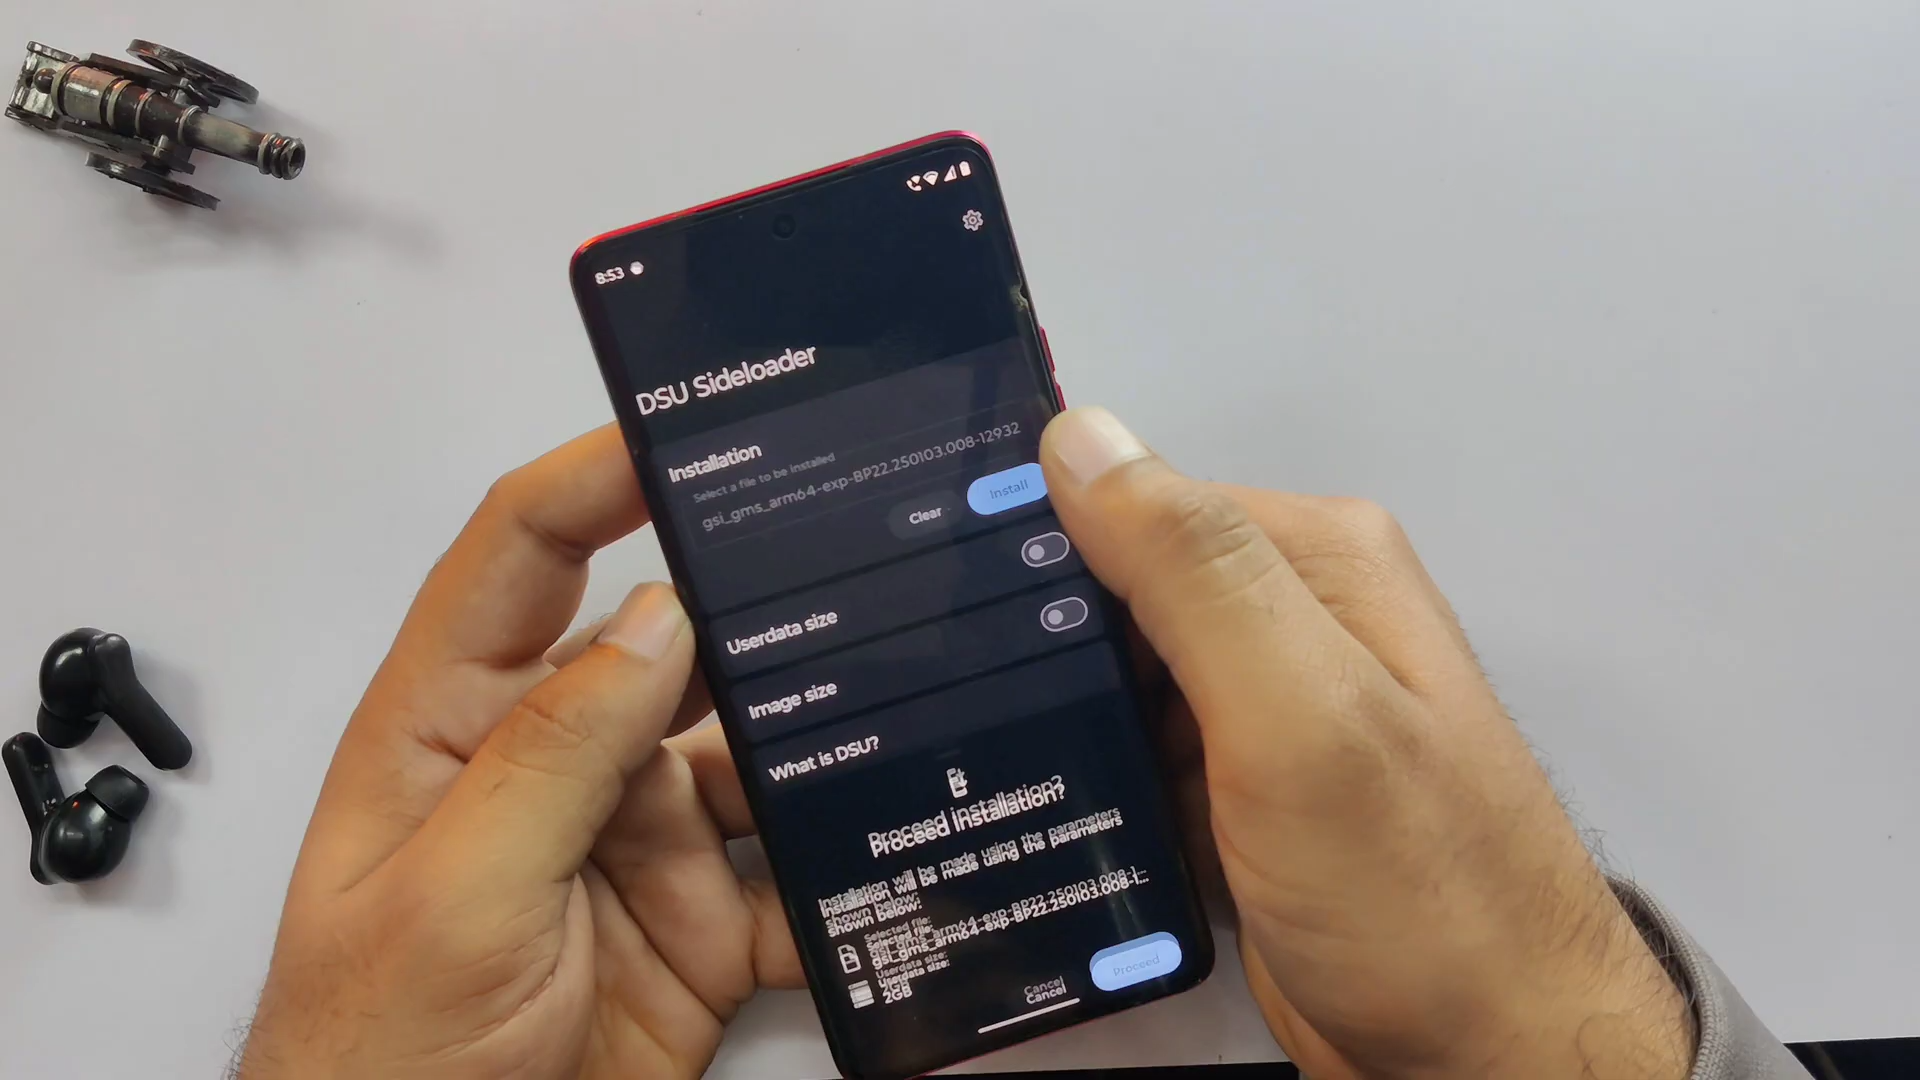 8:53
DSU Sideloader
Installation
Select a file to be installed
gsi_gms_arm64-exp-BP22.250103.008-12932
Clear
Install
Userdata size
Image size
What is DSU?
Proceed installation?
Installation will be made using the parameters
shown below:
Selected file:
gsi_gms_arm64-exp-BP22.250103.008-1...
Userdata size:
2GB
Cancel
Proceed